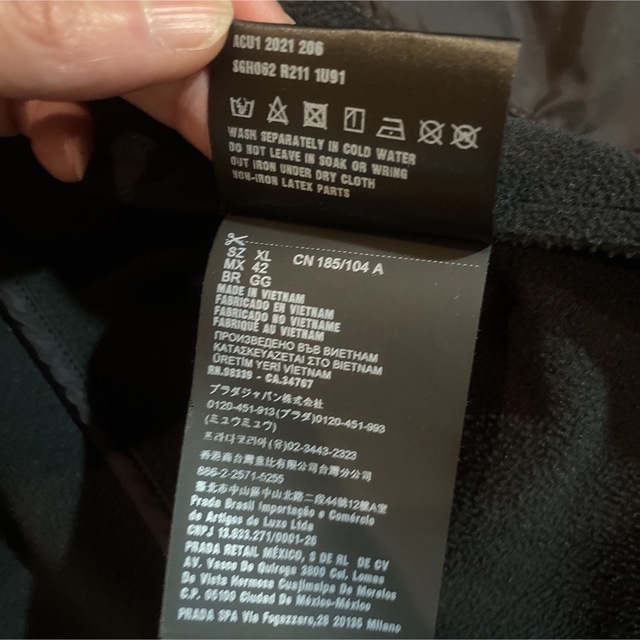 ACU1 2021 206
SGH062 R211 1U91
WASH SEPARATELY IN COLD WATER
DO NOT LEAVE IN SOAK OR WRING
OUT IRON UNDER DRY CLOTH
NON-IRON LATEX PARTS
SZ XL CN 185/104 A
MX 42
BR GG
MADE IN VIETNAM
FABRICADO EN VIETNAM
FABRICADO NO VIETNAME
FABRIQUÉ AU VIETNAM
ПРОИЗВЕДЕНО ВЪВ ВИЕТНАМ
ΚΑΤΑΣΚΕΥΑΖΕΤΑΙ ΣΤΟ ΒΙΕΤΝΑΜ
ÜRETİM YERİ VİETNAM
RN.98339 - CA.34767
プラダジャパン株式会社
0120-451-913(プラダ)0120-451-993
(ミュウミュウ)
프라다코리아(유)02-3443-2323
香港商台灣普比有限公司台灣分公司
886-2-2571-5255
臺北市中山區中山北路二段44號12樓A室
Prada Brasil Importação e Comércio
de Artigos de Luxo Ltda
CNPJ 13.833.271/0001-26
PRADA RETAIL MÉXICO, S DE RL DE CV
AV. Vasco De Quiroga 3800 Col. Lomas
De Vista Hermosa Cuajimalpa De Morelos
C.P. 05100 Ciudad De México-México
PRADA SPA Via Fogazzaro,28 20135 Milano